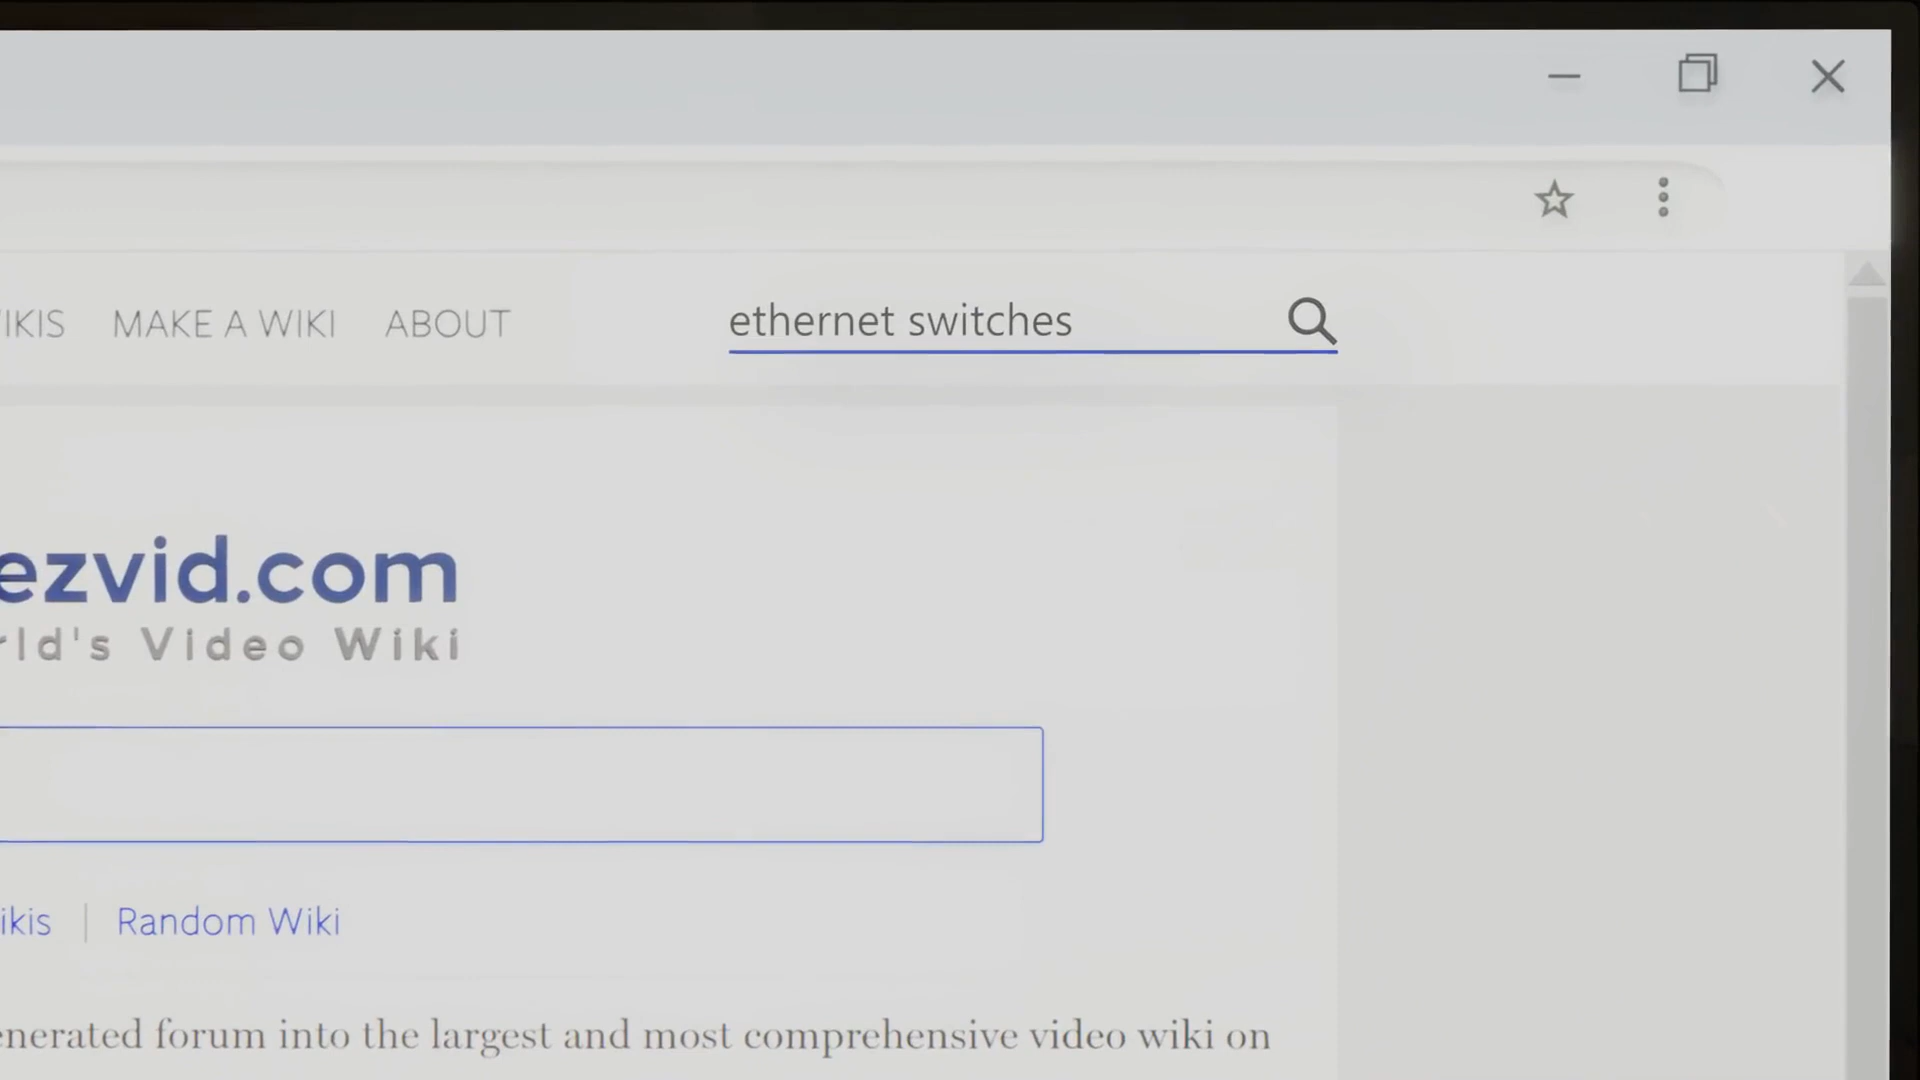 IKIS MAKE A WIKI ABOUT
ethernet switches
ezvid.com
rld's Video Wiki
ikis | Random Wiki
enerated forum into the largest and most comprehensive video wiki on